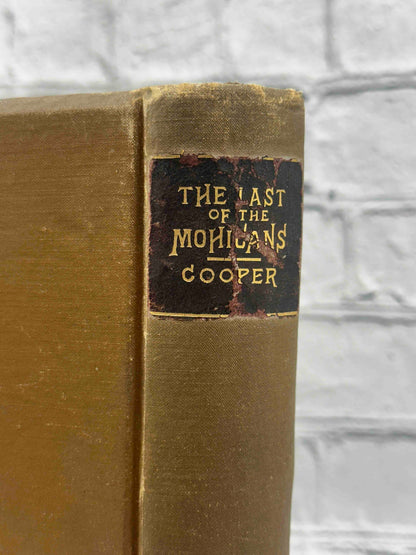 THE LAST
OF THE
MOHICANS
COOPER